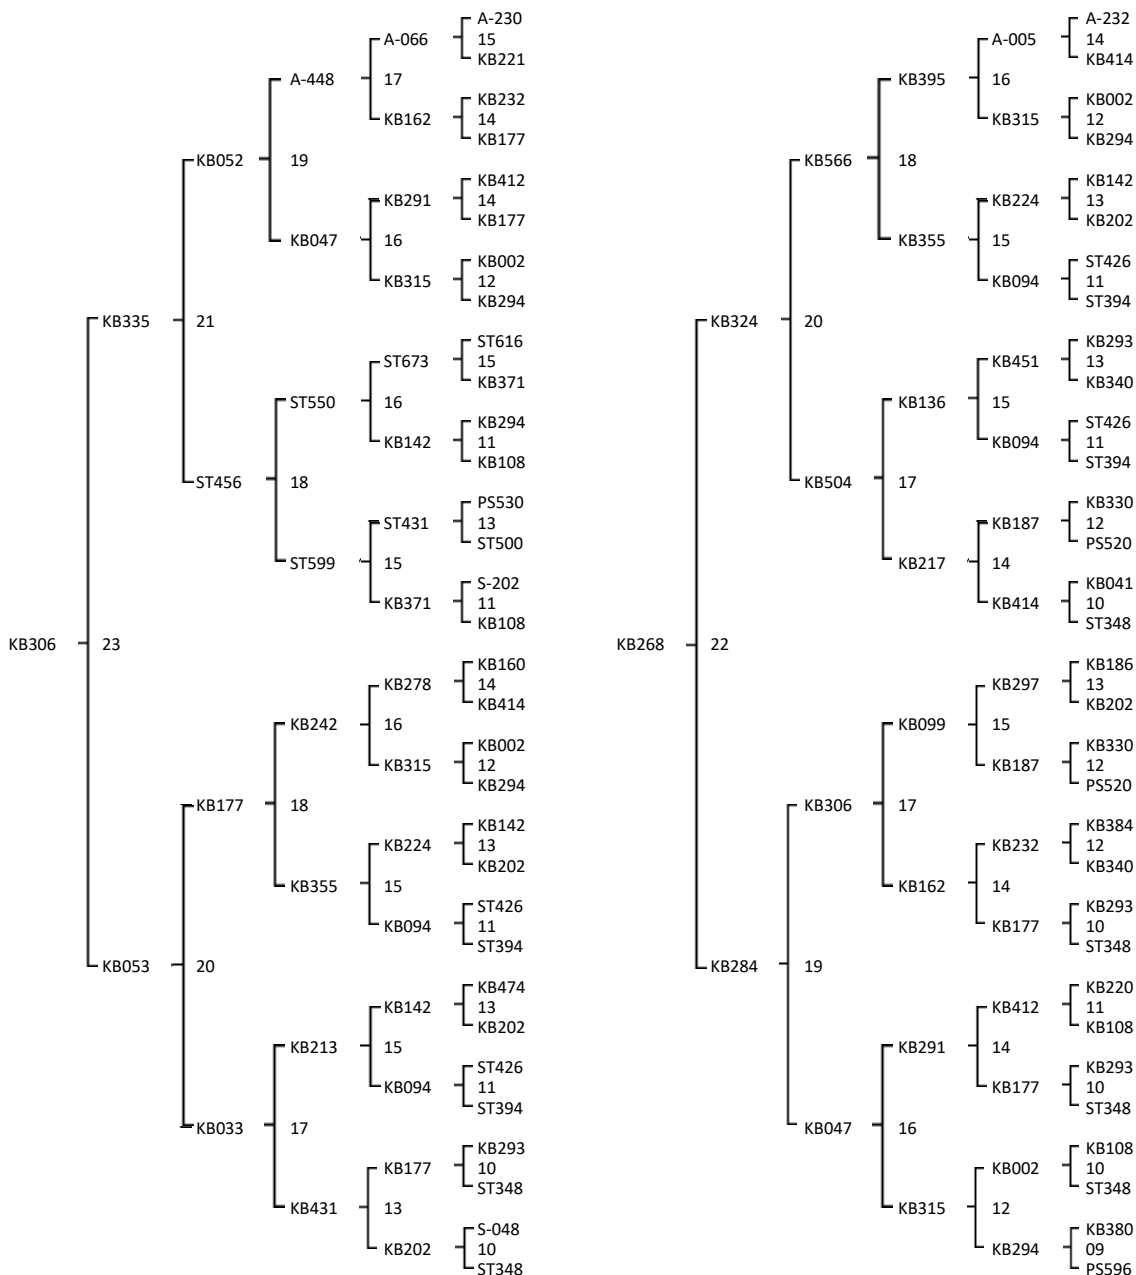 A-230
A-066 15
KB221
A-448 17
KB232
KB162 14
KB177
KB052 19
KB412
KB291 14
KB177
KB047 16
KB002
KB315 12
KB294
KB335 21
ST616
ST673 15
KB371
ST550 16
KB294
KB142 11
KB108
ST456 18
PS530
ST431 13
ST500
ST599 15
S-202
KB371 11
KB108
KB306 23
KB160
KB278 14
KB414
KB242 16
KB002
KB315 12
KB294
KB177 18
KB142
KB224 13
KB202
KB355 15
ST426
KB094 11
ST394
KB053 20
KB474
KB142 13
KB202
KB213 15
ST426
KB094 11
ST394
KB033 17
KB293
KB177 10
ST348
KB431 13
S-048
KB202 10
ST348
A-232
A-005 14
KB414
KB395 16
KB002
KB315 12
KB294
KB566 18
KB142
KB224 13
KB202
KB355 15
ST426
KB094 11
ST394
KB324 20
KB293
KB451 13
KB340
KB136 15
ST426
KB094 11
ST394
KB504 17
KB330
KB187 12
PS520
KB217 14
KB041
KB414 10
ST348
KB268 22
KB186
KB297 13
KB202
KB099 15
KB330
KB187 12
PS520
KB306 17
KB384
KB232 12
KB340
KB162 14
KB293
KB177 10
ST348
KB284 19
KB220
KB412 11
KB108
KB291 14
KB293
KB177 10
ST348
KB047 16
KB108
KB002 10
ST348
KB315 12
KB380
KB294 09
PS596